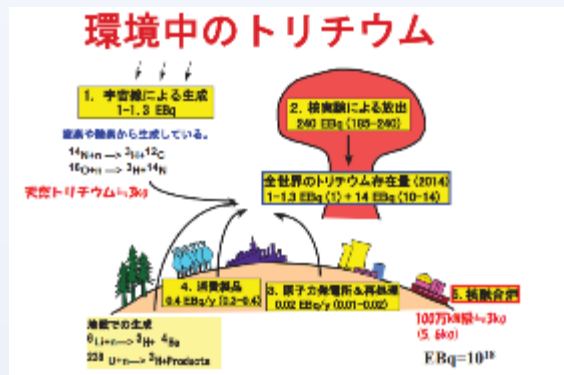 環境中のトリチウム
1. 宇宙線による生成
1-1.3 EBq
窒素や酸素から生成している。
¹⁴N+n—> ³H+¹²C
¹⁶O+n—> ³H+¹⁴N
天然トリチウム≒3kg
2. 核実験による放出
240 EBq (185-240)
全世界のトリチウム存在量 (2014)
1-1.3 EBq (1) + 14 EBq (10-14)
4. 消費製品
0.4 EBq/y (0.3-0.4)
3. 原子力発電所&再処理
0.02 EBq/y (0.01-0.02)
5. 核融合炉
100万kW級≒3kg
(5, 6kg)
EBq=10¹⁸
地殻での生成
⁶Li+n—> ³H+ ⁴He
²³⁸U+n—> ³H+Products